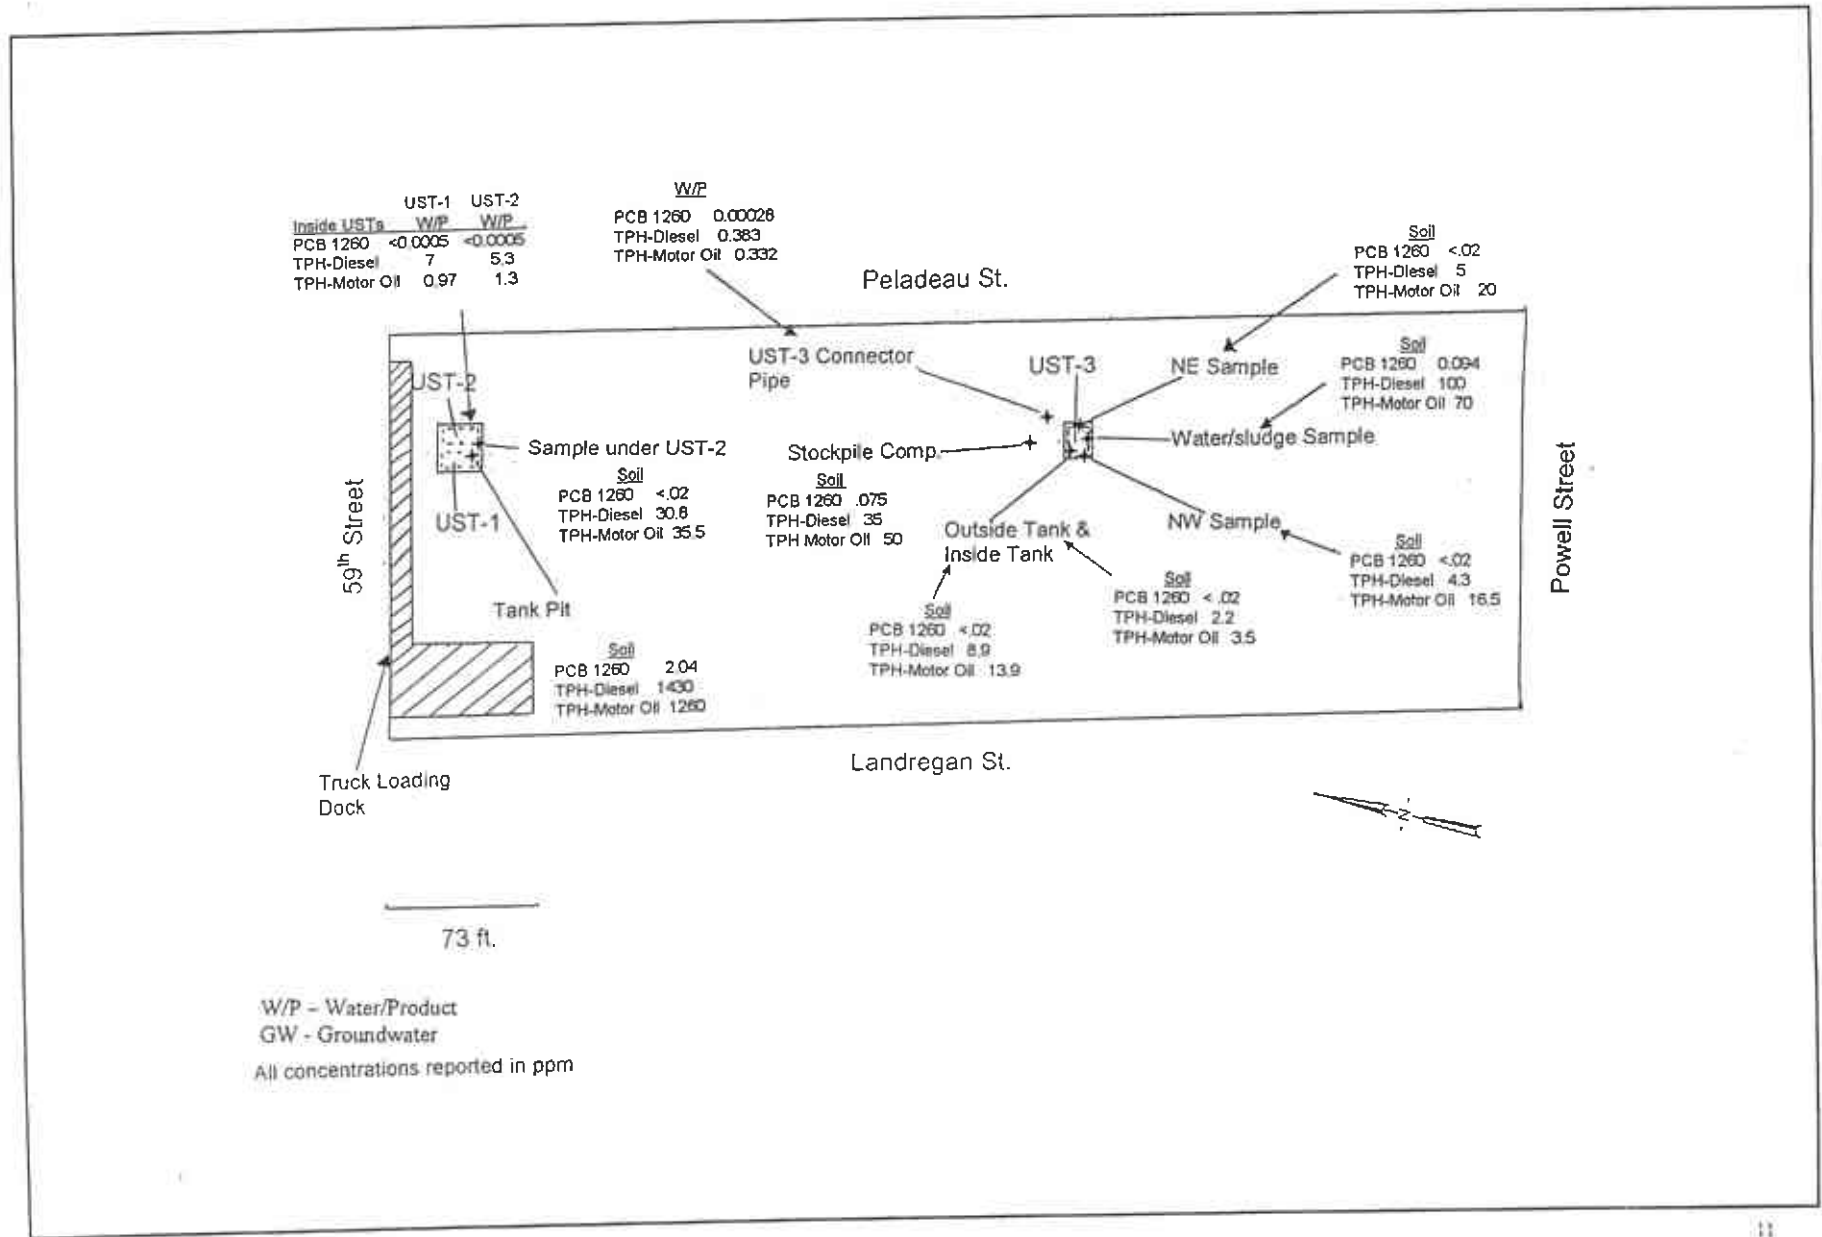 UST-1 UST-2
Inside USTs W/P W/P
PCB 1260 <0.0005 <0.0005
TPH-Diesel 7 5.3
TPH-Motor Oil 0.97 1.3
W/P
PCB 1260 0.00028
TPH-Diesel 0.383
TPH-Motor Oil 0.332
Peladeau St.
Soil
PCB 1260 <.02
TPH-Diesel 5
TPH-Motor Oil 20
UST-2
UST-3 Connector
Pipe
UST-3
NE Sample
Soil
PCB 1260 0.094
TPH-Diesel 100
TPH-Motor Oil 70
Sample under UST-2
Stockpile Comp.
Water/sludge Sample
Soil
PCB 1260 <.02
TPH-Diesel 30.8
TPH-Motor Oil 35.5
Soil
PCB 1260 .075
TPH-Diesel 35
TPH Motor Oil 50
UST-1
59th Street
Powell Street
Outside Tank &
Inside Tank
NW Sample
Soil
PCB 1260 <.02
TPH-Diesel 4.3
TPH-Motor Oil 16.5
Tank Pit
Soil
PCB 1260 <.02
TPH-Diesel 8.9
TPH-Motor Oil 13.9
Soil
PCB 1260 <.02
TPH-Diesel 2.2
TPH-Motor Oil 3.5
Soil
PCB 1260 2.04
TPH-Diesel 1430
TPH-Motor Oil 1260
Landregan St.
Truck Loading
Dock
N
73 ft.
W/P – Water/Product
GW - Groundwater
All concentrations reported in ppm
11